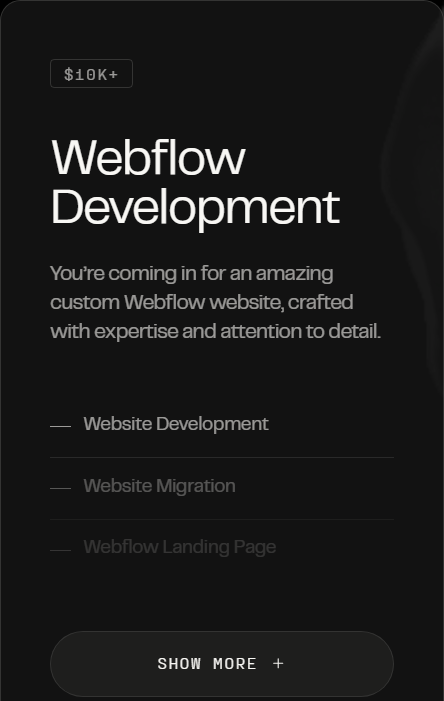 $10K+
Webflow
Development
You’re coming in for an amazing
custom Webflow website, crafted
with expertise and attention to detail.
— Website Development
— Website Migration
— Webflow Landing Page
SHOW MORE +